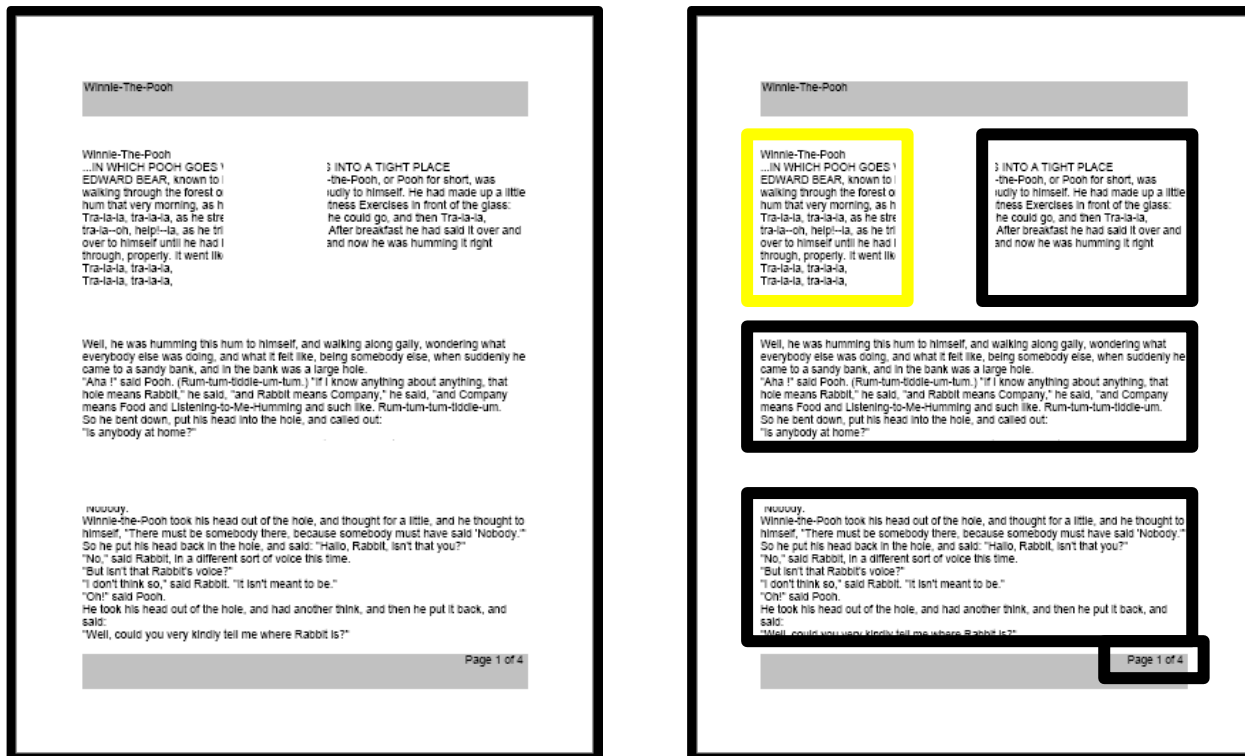 Winnie-The-Pooh
Winnie-The-Pooh
...IN WHICH POOH GOES
EDWARD BEAR, known to
walking through the forest o
hum that very morning, as h
Tra-la-la, tra-la-la, as he stre
tra-la--oh, help!--la, as he tri
over to himself until he had
through, properly. It went lik
Tra-la-la, tra-la-la,
Tra-la-la, tra-la-la,
S INTO A TIGHT PLACE
-the-Pooh, or Pooh for short, was
udly to himself. He had made up a little
tness Exercises in front of the glass:
he could go, and then Tra-la-la,
After breakfast he had said it over and
and now he was humming it right
Well, he was humming this hum to himself, and walking along gaily, wondering what
everybody else was doing, and what it felt like, being somebody else, when suddenly he
came to a sandy bank, and in the bank was a large hole.
"Aha !" said Pooh. (Rum-tum-tiddle-um-tum.) "If I know anything about anything, that
hole means Rabbit," he said, "and Rabbit means Company," he said, "and Company
means Food and Listening-to-Me-Humming and such like. Rum-tum-tum-tiddle-um.
So he bent down, put his head into the hole, and called out:
"Is anybody at home?"
"Nobody.
Winnie-the-Pooh took his head out of the hole, and thought for a little, and he thought to
himself, "There must be somebody there, because somebody must have said 'Nobody.'"
So he put his head back in the hole, and said: "Hallo, Rabbit, isn't that you?"
"No," said Rabbit, in a different sort of voice this time.
"But isn't that Rabbit's voice?"
"I don't think so," said Rabbit. "It isn't meant to be."
"Oh!" said Pooh.
He took his head out of the hole, and had another think, and then he put it back, and
said:
"Well, could you very kindly tell me where Rabbit is?"
Page 1 of 4
Winnie-The-Pooh
Winnie-The-Pooh
...IN WHICH POOH GOES
EDWARD BEAR, known to
walking through the forest o
hum that very morning, as h
Tra-la-la, tra-la-la, as he stre
tra-la--oh, help!--la, as he tri
over to himself until he had
through, properly. It went lik
Tra-la-la, tra-la-la,
Tra-la-la, tra-la-la,
S INTO A TIGHT PLACE
-the-Pooh, or Pooh for short, was
udly to himself. He had made up a little
tness Exercises in front of the glass:
he could go, and then Tra-la-la,
After breakfast he had said it over and
and now he was humming it right
Well, he was humming this hum to himself, and walking along gaily, wondering what
everybody else was doing, and what it felt like, being somebody else, when suddenly he
came to a sandy bank, and in the bank was a large hole.
"Aha !" said Pooh. (Rum-tum-tiddle-um-tum.) "If I know anything about anything, that
hole means Rabbit," he said, "and Rabbit means Company," he said, "and Company
means Food and Listening-to-Me-Humming and such like. Rum-tum-tum-tiddle-um.
So he bent down, put his head into the hole, and called out:
"Is anybody at home?"
"Nobody.
Winnie-the-Pooh took his head out of the hole, and thought for a little, and he thought to
himself, "There must be somebody there, because somebody must have said 'Nobody.'"
So he put his head back in the hole, and said: "Hallo, Rabbit, isn't that you?"
"No," said Rabbit, in a different sort of voice this time.
"But isn't that Rabbit's voice?"
"I don't think so," said Rabbit. "It isn't meant to be."
"Oh!" said Pooh.
He took his head out of the hole, and had another think, and then he put it back, and
said:
"Well, could you very kindly tell me where Rabbit is?"
Page 1 of 4